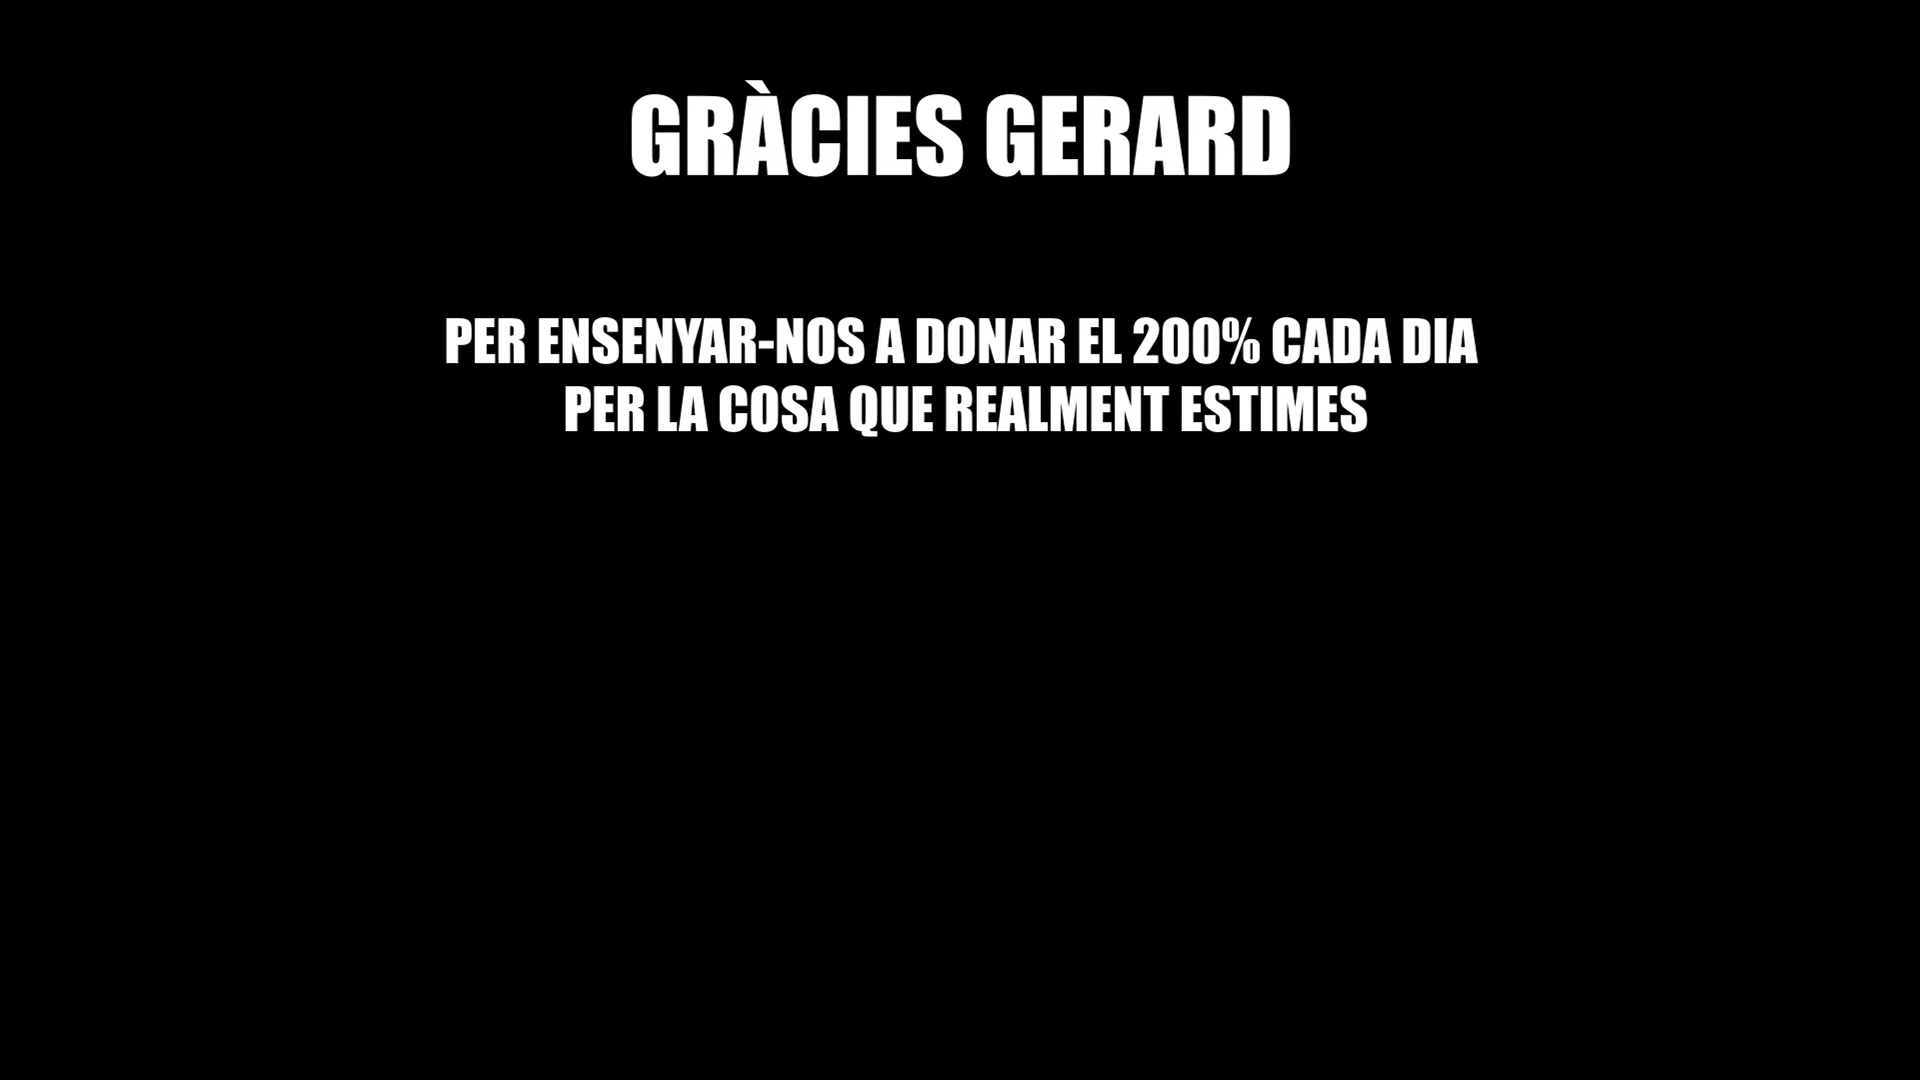 GRÀCIES GERARD
PER ENSENYAR-NOS A DONAR EL 200% CADA DIA
PER LA COSA QUE REALMENT ESTIMES